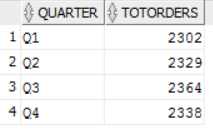 QUARTER TOTORDERS
1 Q1 2302
2 Q2 2329
3 Q3 2364
4 Q4 2338